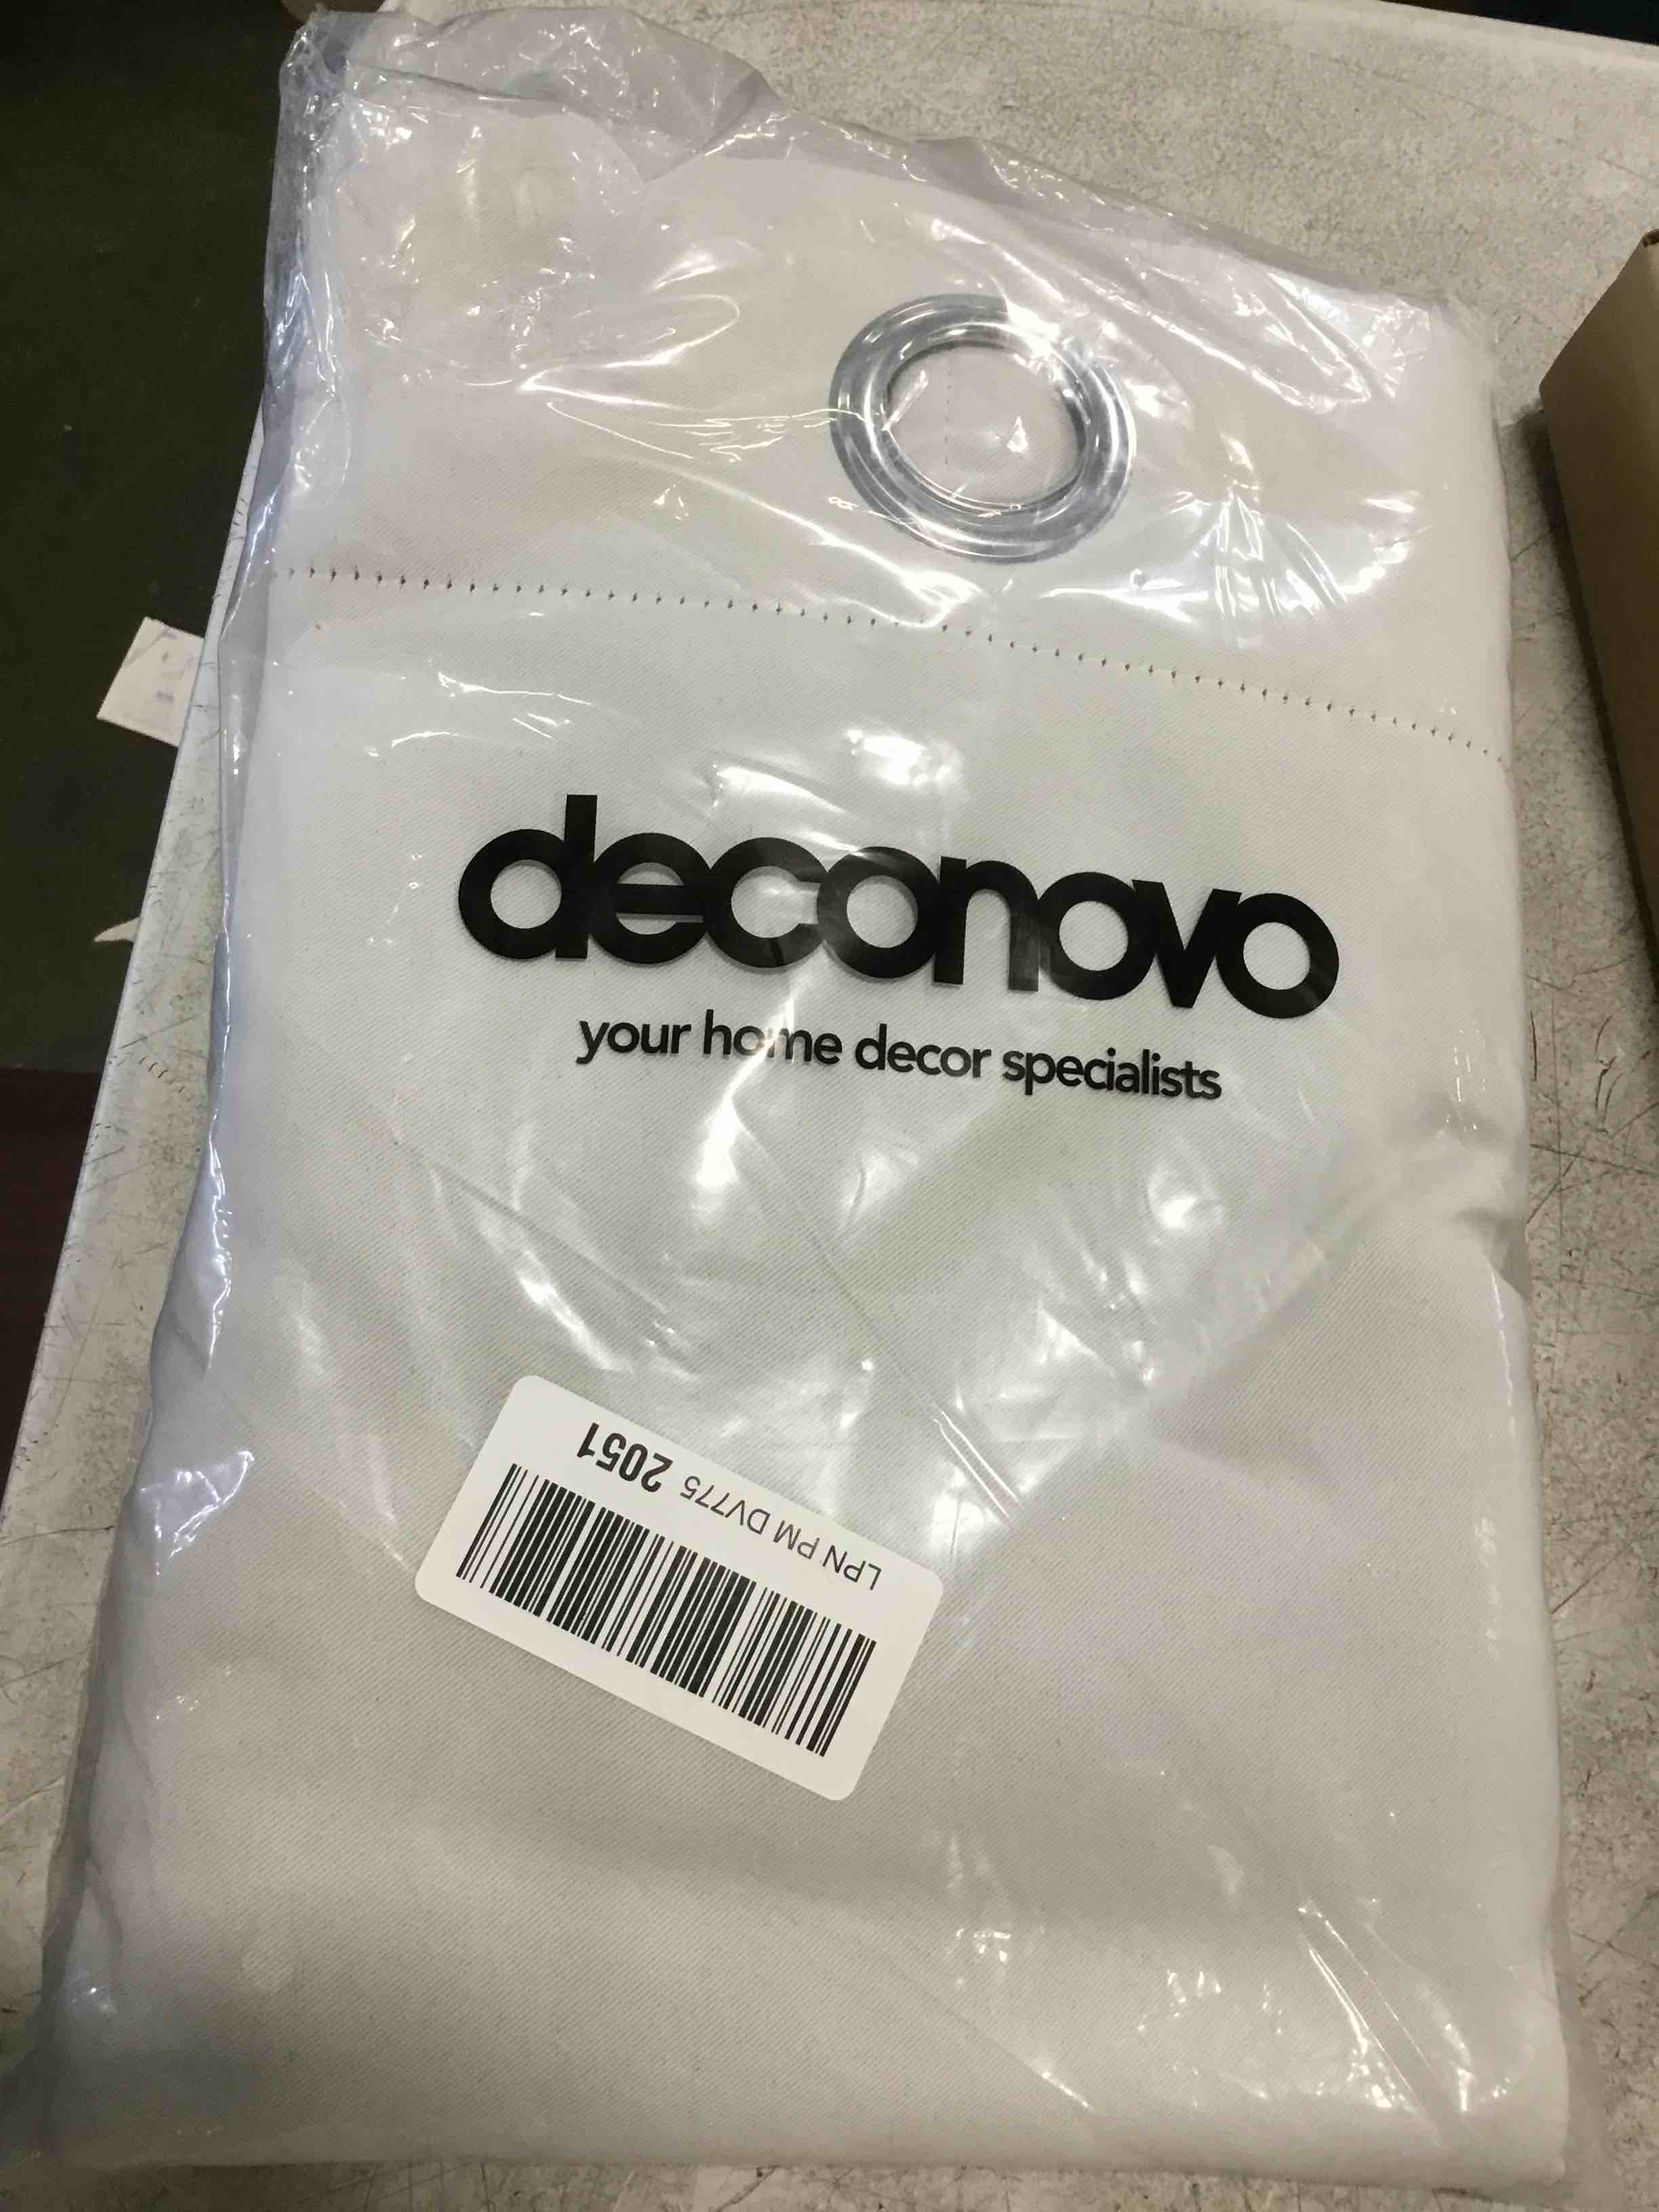 deconovo
your home decor specialists
LPN PM DV775 2051